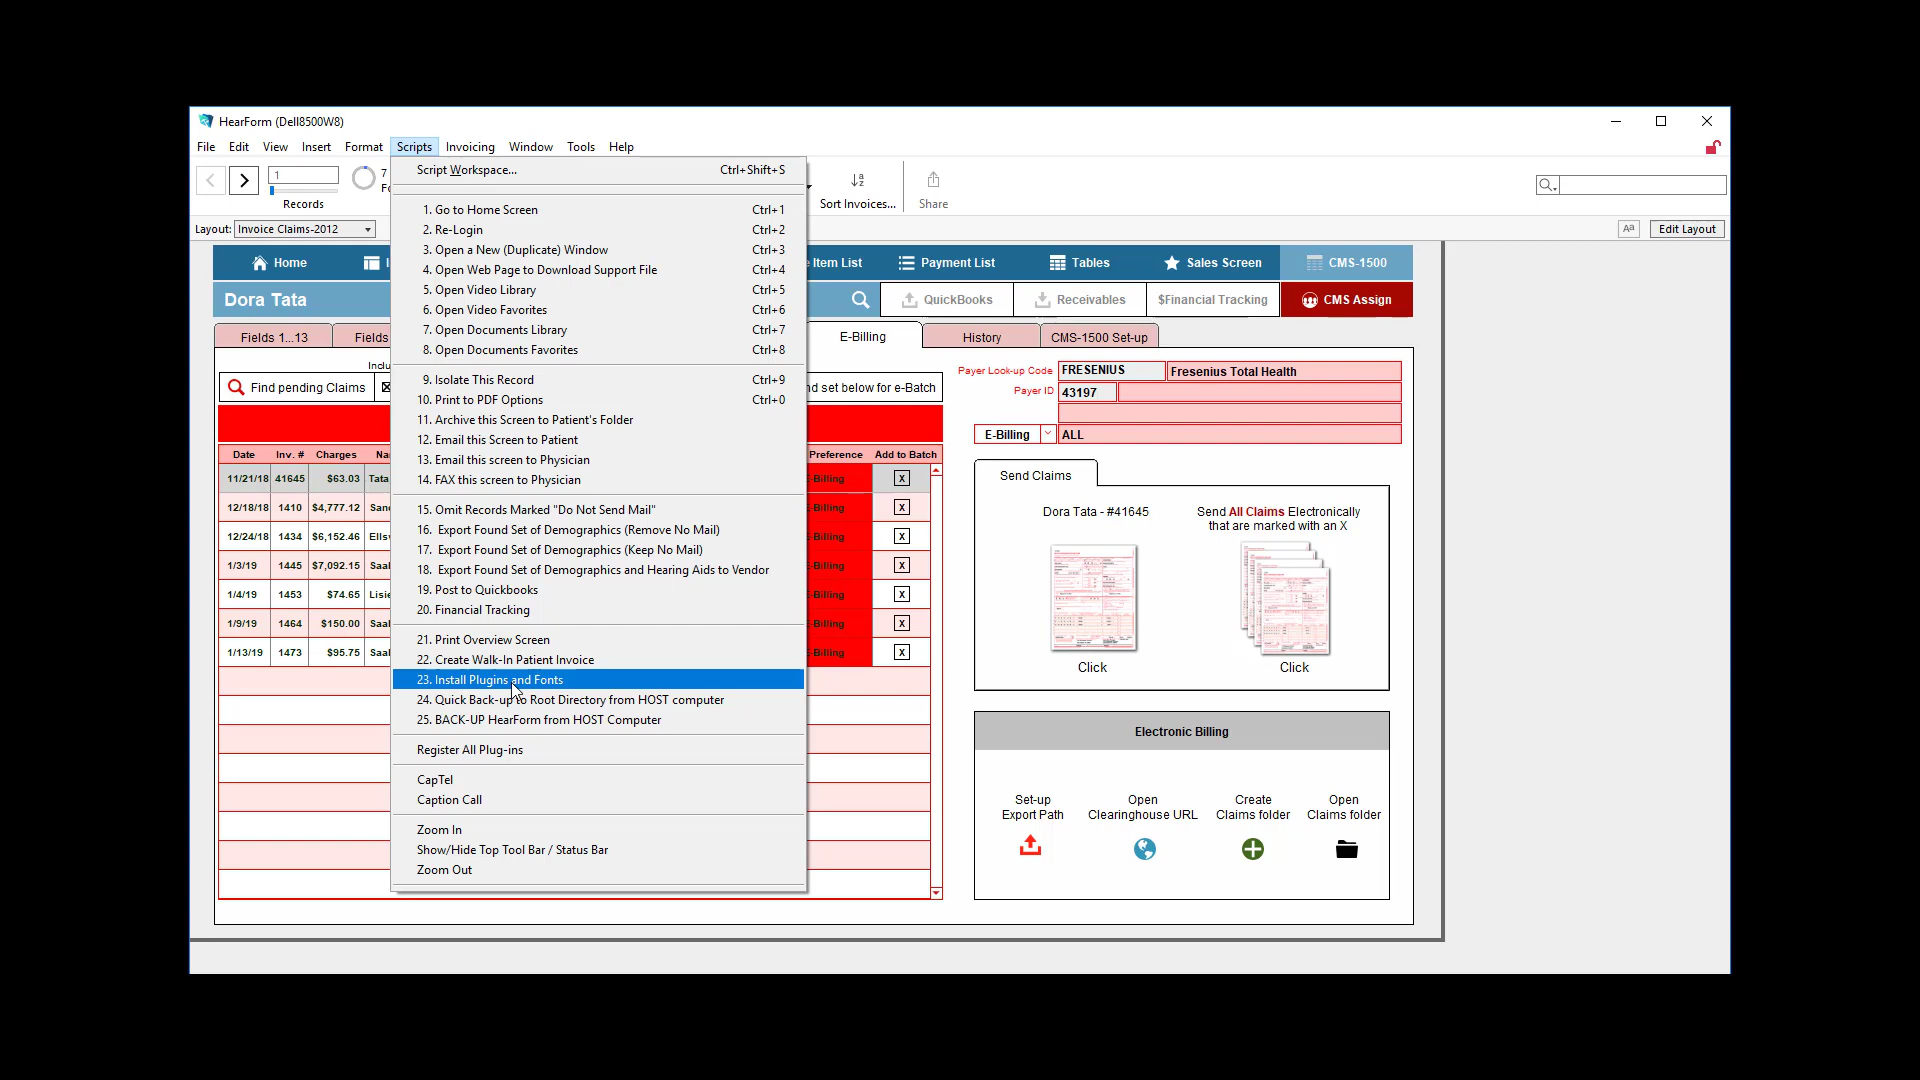 HearForm (Dell8500W8)
File Edit View Insert Format Scripts Invoicing Window Tools Help
1
7
Records
Sort Invoices...
Share
Layout: Invoice Claims-2012
Aa
Edit Layout
Script Workspace... Ctrl+Shift+S
1. Go to Home Screen Ctrl+1
2. Re-Login Ctrl+2
3. Open a New (Duplicate) Window Ctrl+3
4. Open Web Page to Download Support File Ctrl+4
5. Open Video Library Ctrl+5
6. Open Video Favorites Ctrl+6
7. Open Documents Library Ctrl+7
8. Open Documents Favorites Ctrl+8
9. Isolate This Record Ctrl+9
10. Print to PDF Options Ctrl+0
11. Archive this Screen to Patient's Folder
12. Email this Screen to Patient
13. Email this screen to Physician
14. FAX this screen to Physician
15. Omit Records Marked "Do Not Send Mail"
16. Export Found Set of Demographics (Remove No Mail)
17. Export Found Set of Demographics (Keep No Mail)
18. Export Found Set of Demographics and Hearing Aids to Vendor
19. Post to Quickbooks
20. Financial Tracking
21. Print Overview Screen
22. Create Walk-In Patient Invoice
23. Install Plugins and Fonts
24. Quick Back-up to Root Directory from HOST computer
25. BACK-UP HearForm from HOST Computer
Register All Plug-ins
CapTel
Caption Call
Zoom In
Show/Hide Top Tool Bar / Status Bar
Zoom Out
Home
Item List
Payment List
Tables
Sales Screen
CMS-1500
Dora Tata
QuickBooks
Receivables
$Financial Tracking
CMS Assign
Fields 1...13
Fields
E-Billing
History
CMS-1500 Set-up
Find pending Claims
set below for e-Batch
Date Inv. # Charges Preference Add to Batch
11/21/18 41645 $63.03 Tata X
12/18/18 1410 $4,777.12 X
12/24/18 1434 $6,152.46 X
1/3/19 1445 $7,092.15 X
1/4/19 1453 $74.65 X
1/9/19 1464 $150.00 X
1/13/19 1473 $95.75 X
Payer Look-up Code FRESENIUS Fresenius Total Health
Payer ID 43197
E-Billing ALL
Send Claims
Dora Tata - #41645
Send All Claims Electronically
that are marked with an X
Click
Click
Electronic Billing
Set-up
Export Path
Open
Clearinghouse URL
Create
Claims folder
Open
Claims folder